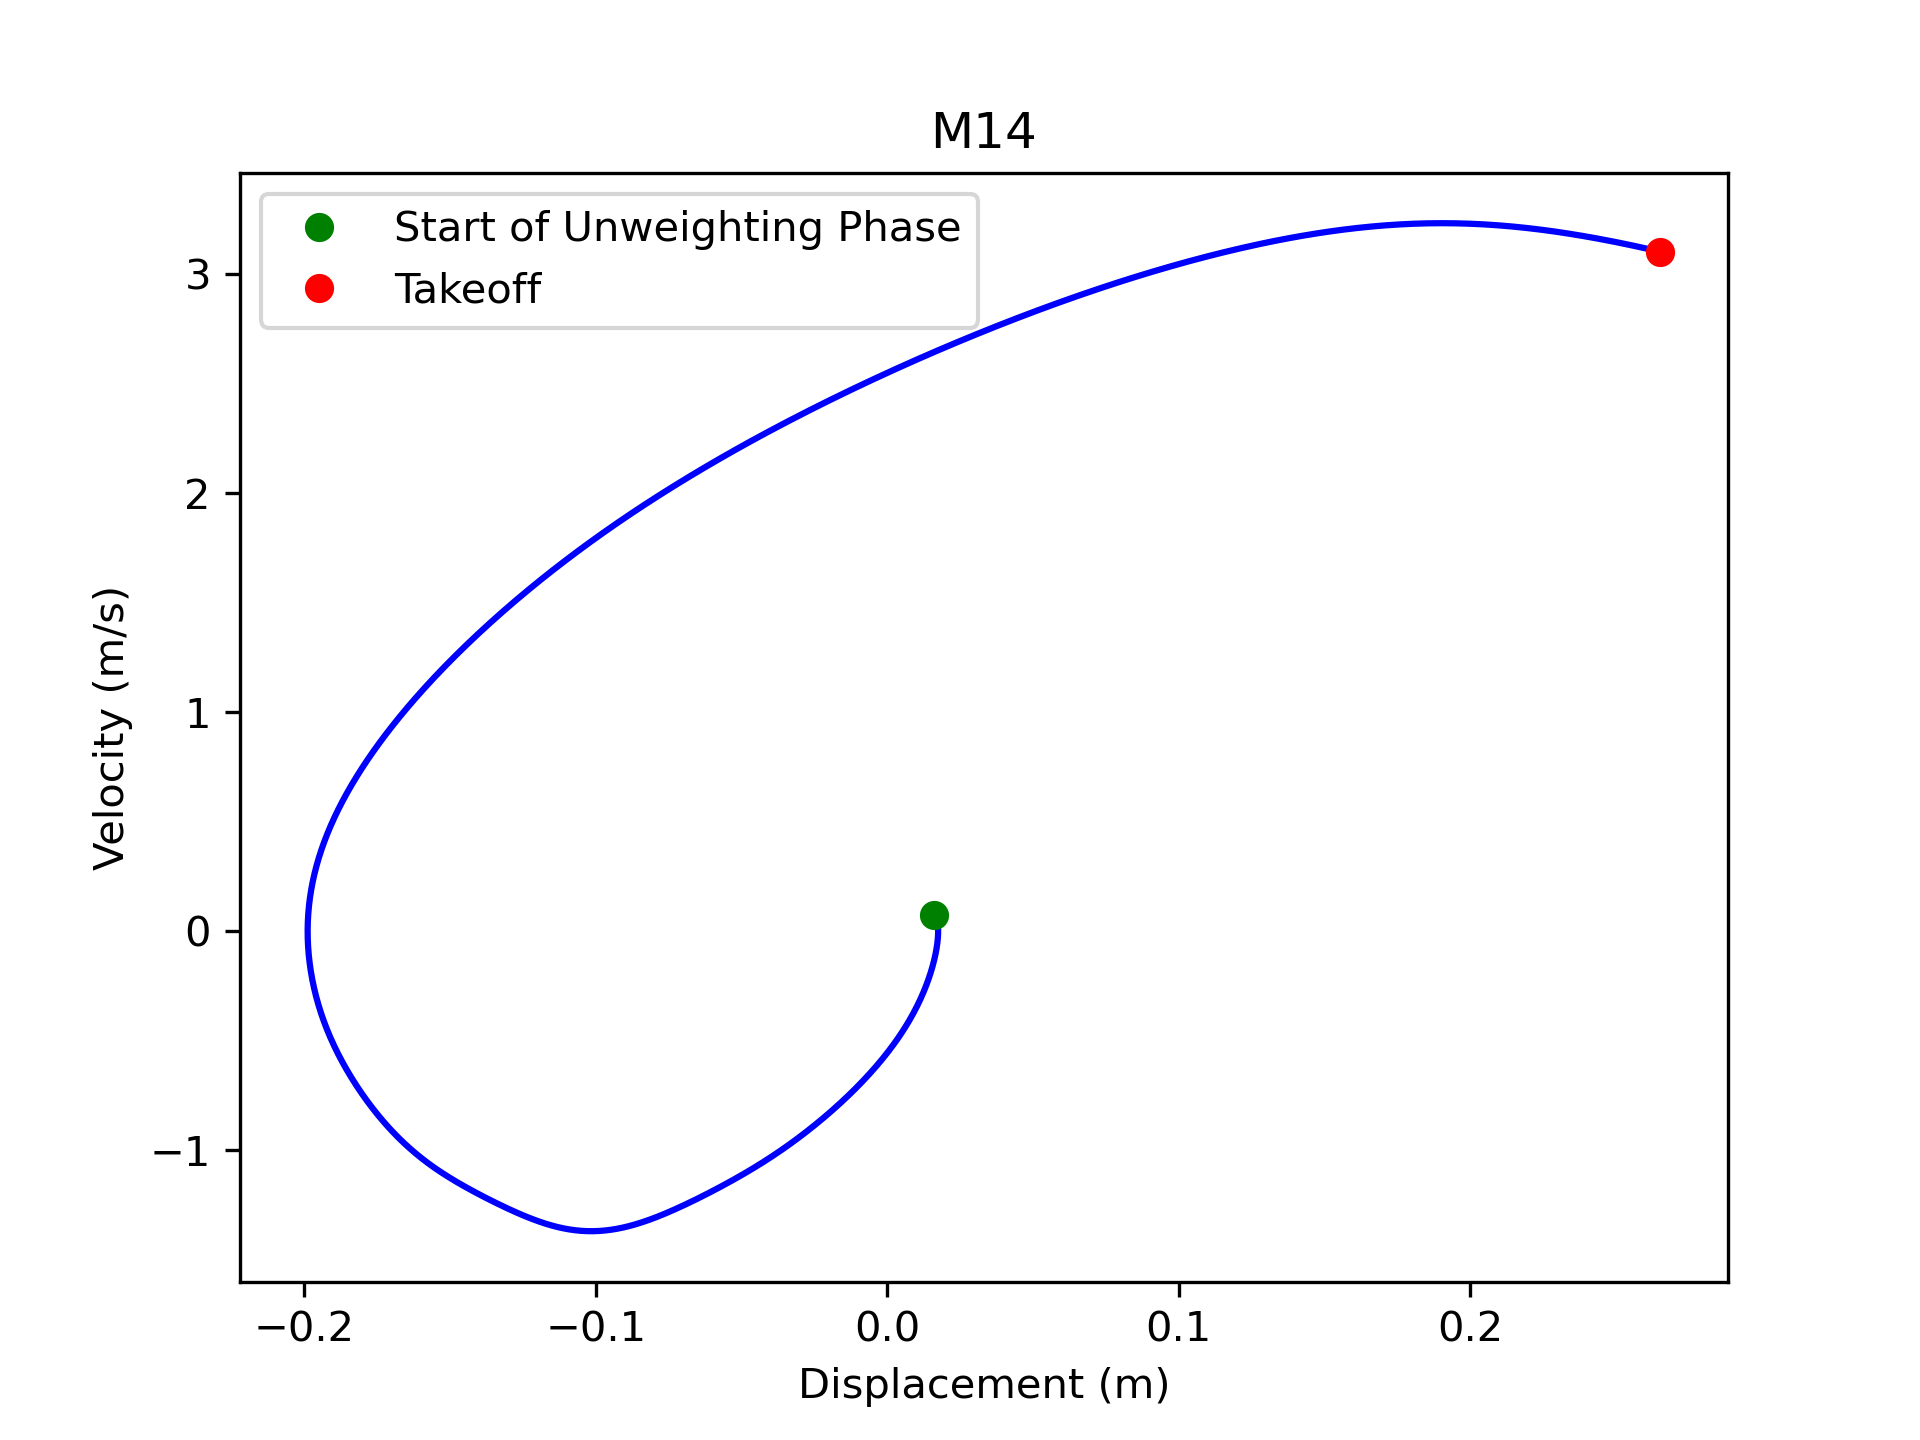 M14
Start of Unweighting Phase
Takeoff
3
2
1
0
−1
Velocity (m/s)
−0.2 −0.1 0.0 0.1 0.2
Displacement (m)